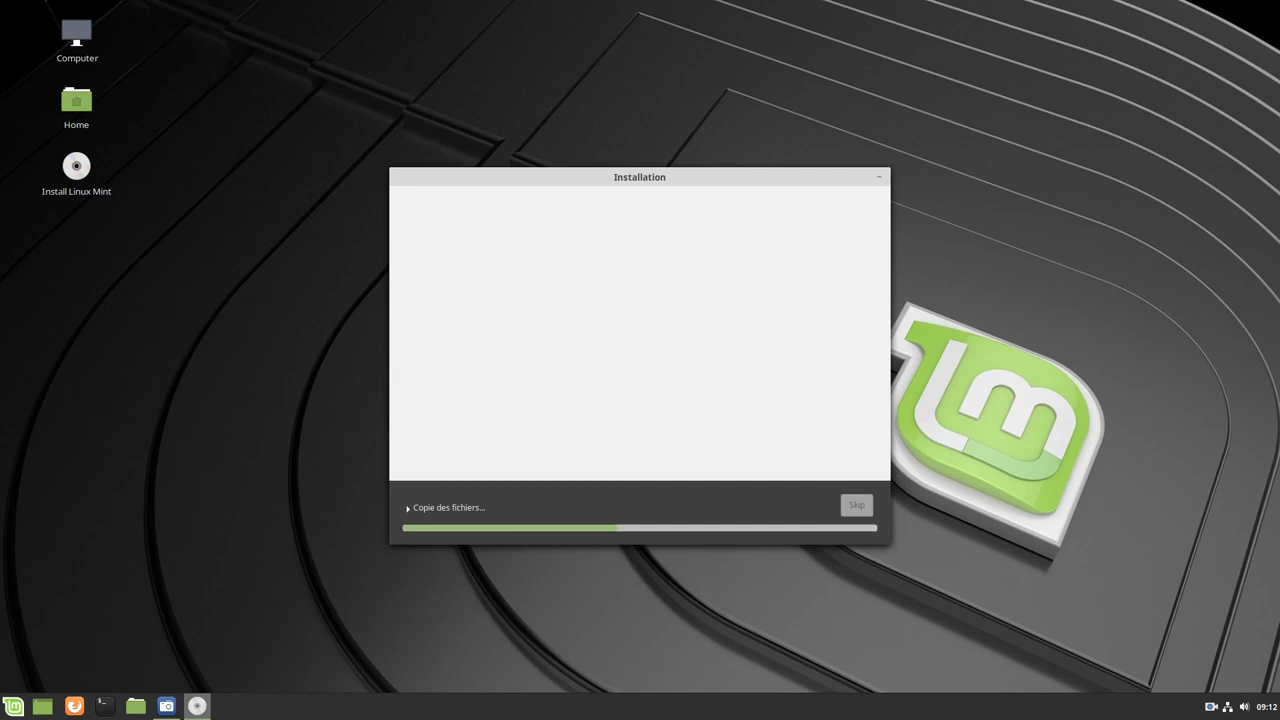 Computer
Home
Install Linux Mint
Installation
Copie des fichiers...
Skip
09:12